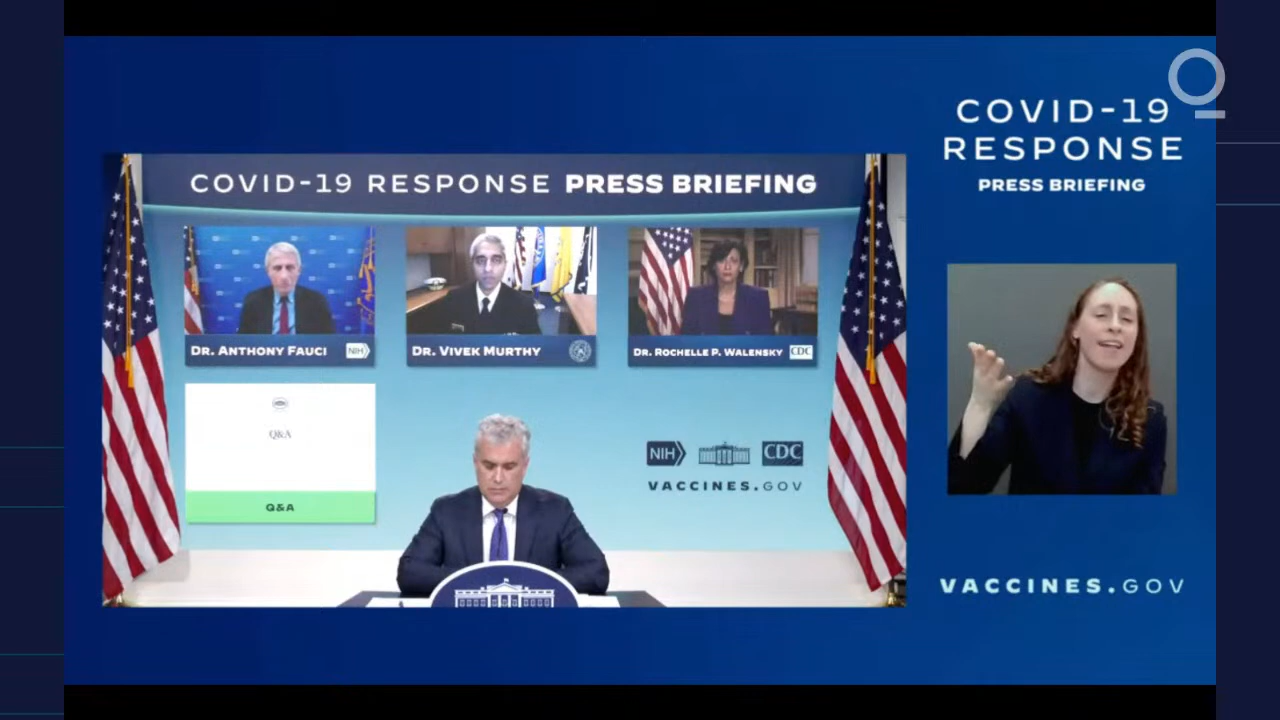 COVID-19 RESPONSE PRESS BRIEFING
DR. ANTHONY FAUCI NIH
DR. VIVEK MURTHY
DR. ROCHELLE P. WALENSKY CDC
Q&A
Q&A
NIH CDC
VACCINES.GOV
COVID-19
RESPONSE
PRESS BRIEFING
VACCINES.GOV